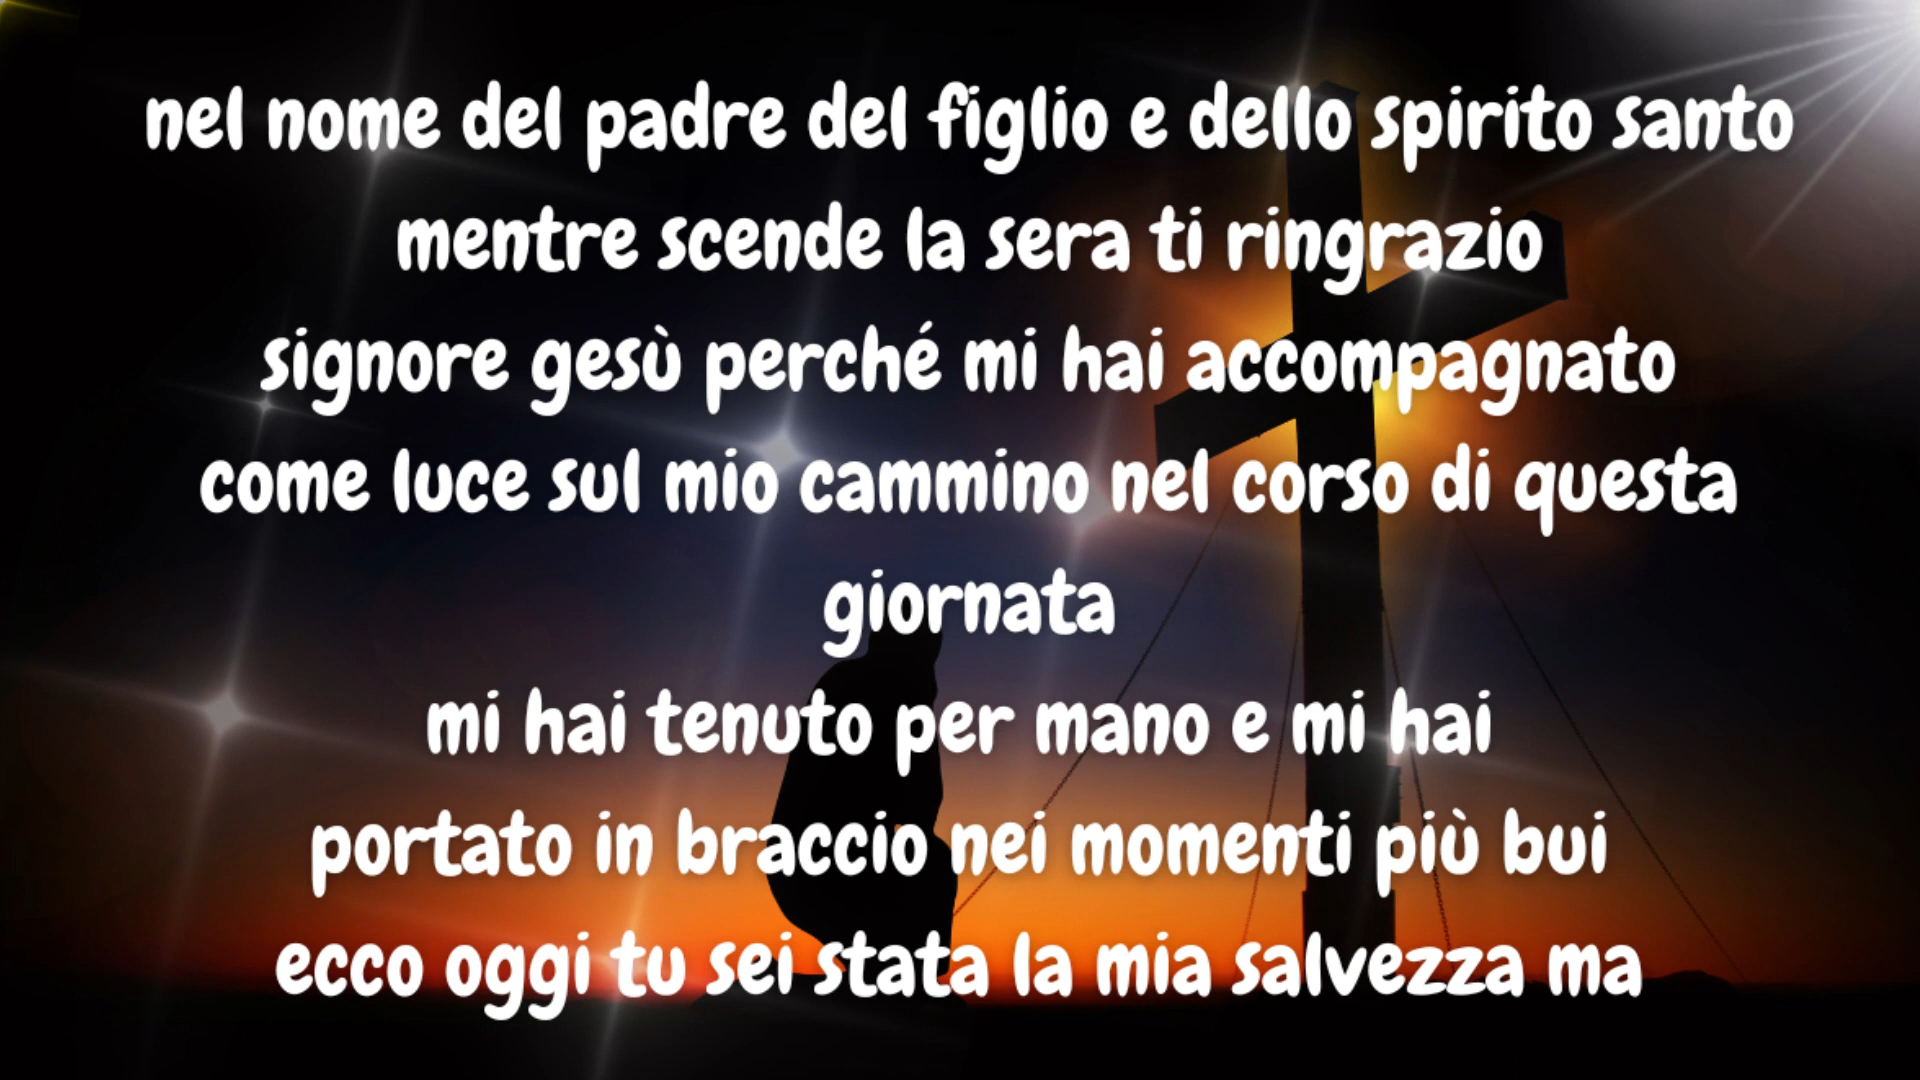 nel nome del padre del figlio e dello spirito santo
mentre scende la sera ti ringrazio
signore gesù perché mi hai accompagnato
come luce sul mio cammino nel corso di questa
giornata
mi hai tenuto per mano e mi hai
portato in braccio nei momenti più bui
ecco oggi tu sei stata la mia salvezza ma